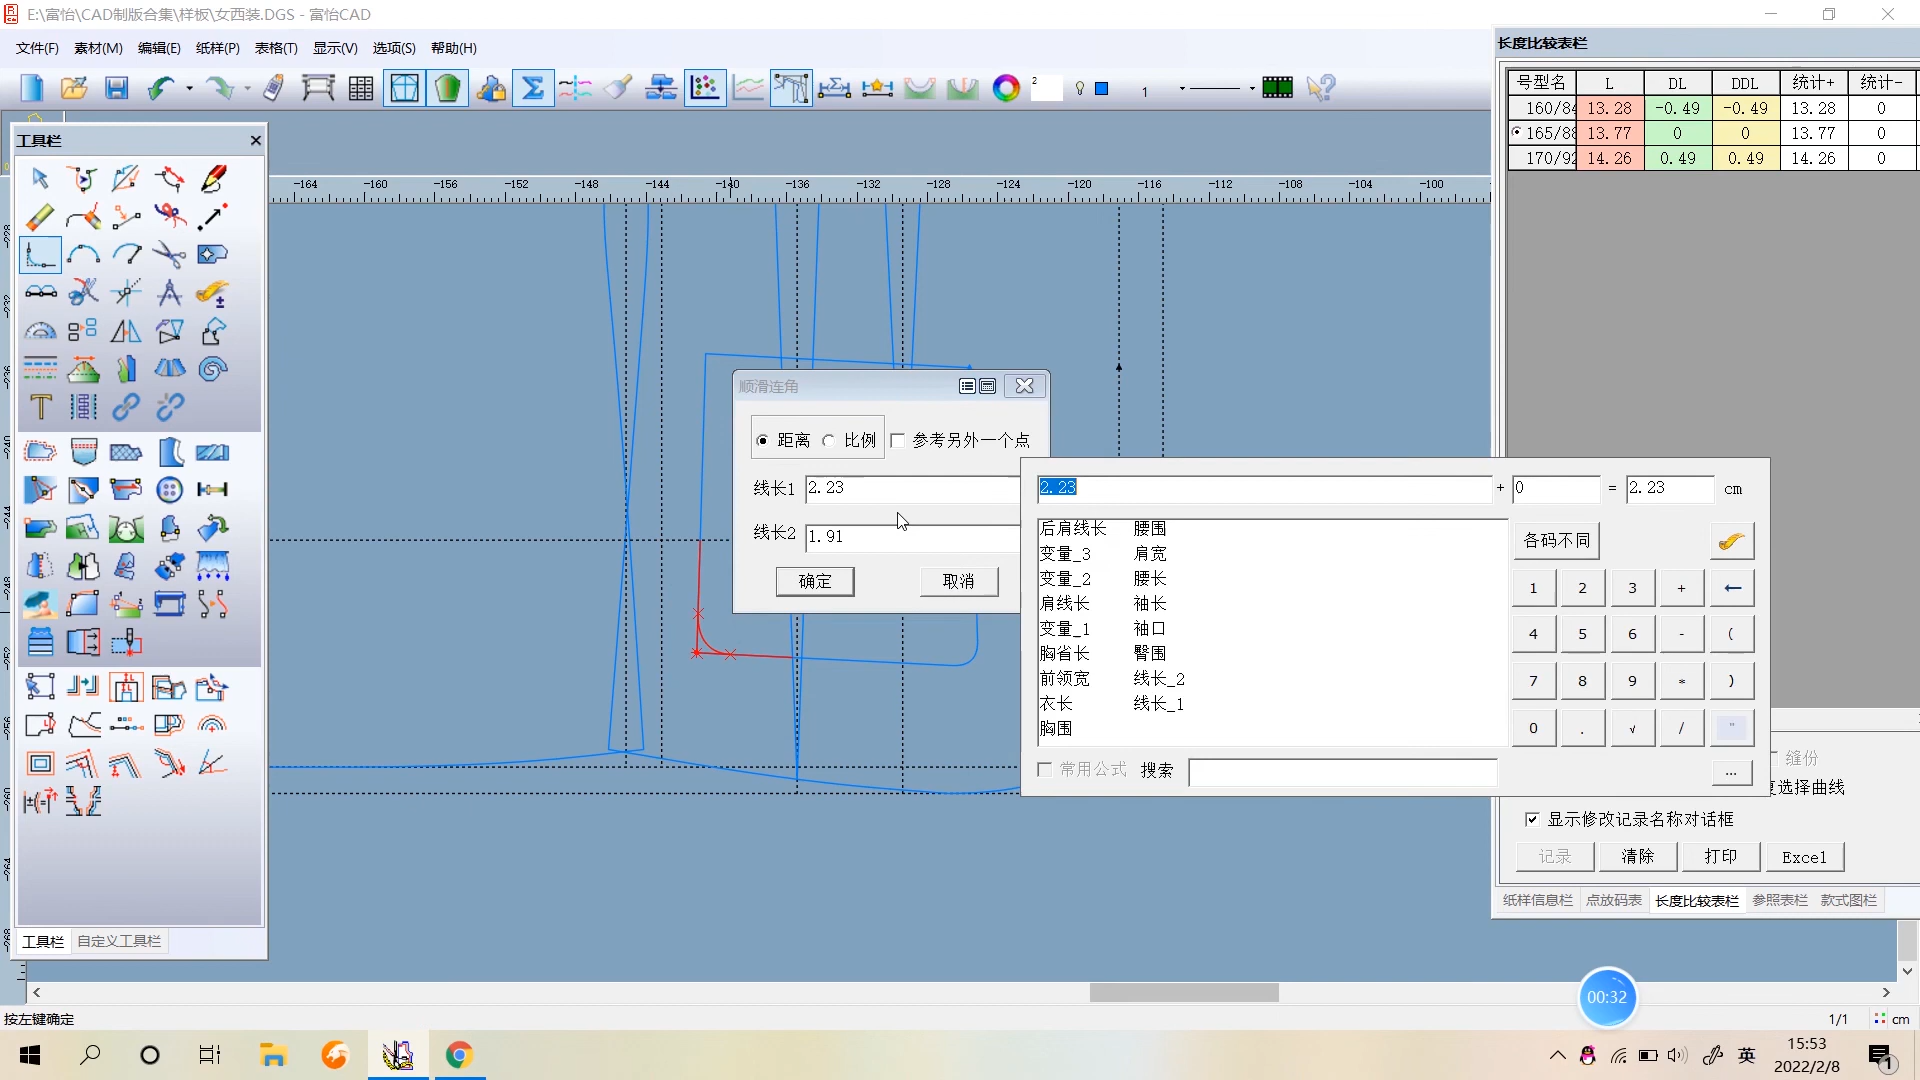 E:\富怡\CAD制版合集\样板\女西装.DGS - 富怡CAD
文件(F) 素材(M) 编辑(E) 纸样(P) 表格(T) 显示(V) 选项(S) 帮助(H)
2
1
长度比较表栏
号型名 L DL DDL 统计+ 统计-
160/84 13.28 -0.49 -0.49 13.28 0
165/88 13.77 0 0 13.77 0
170/92 14.26 0.49 0.49 14.26 0
工具栏
-164 -160 -156 -152 -148 -144 -140 -136 -132 -128 -124 -120 -116 -112 -108 -104 -100
顺滑连角
距离 比例 参考另外一个点
线长1 2.23
线长2 1.91
确定 取消
2.23 + 0 = 2.23 cm
后肩线长 腰围
变量_3 肩宽
变量_2 腰长
肩线长 袖长
变量_1 袖口
胸省长 臀围
前领宽 线长_2
衣长 线长_1
胸围
各码不同
1 2 3 + ←
4 5 6 - (
7 8 9 * )
0 . √ / "
常用公式 搜索
...
缝份
复选择曲线
显示修改记录名称对话框
记录 清除 打印 Excel
纸样信息栏 点放码表 长度比较表栏 参照表栏 款式图栏
工具栏 自定义工具栏
00:32
按左键确定
1/1 cm
英
15:53
2022/2/8
1